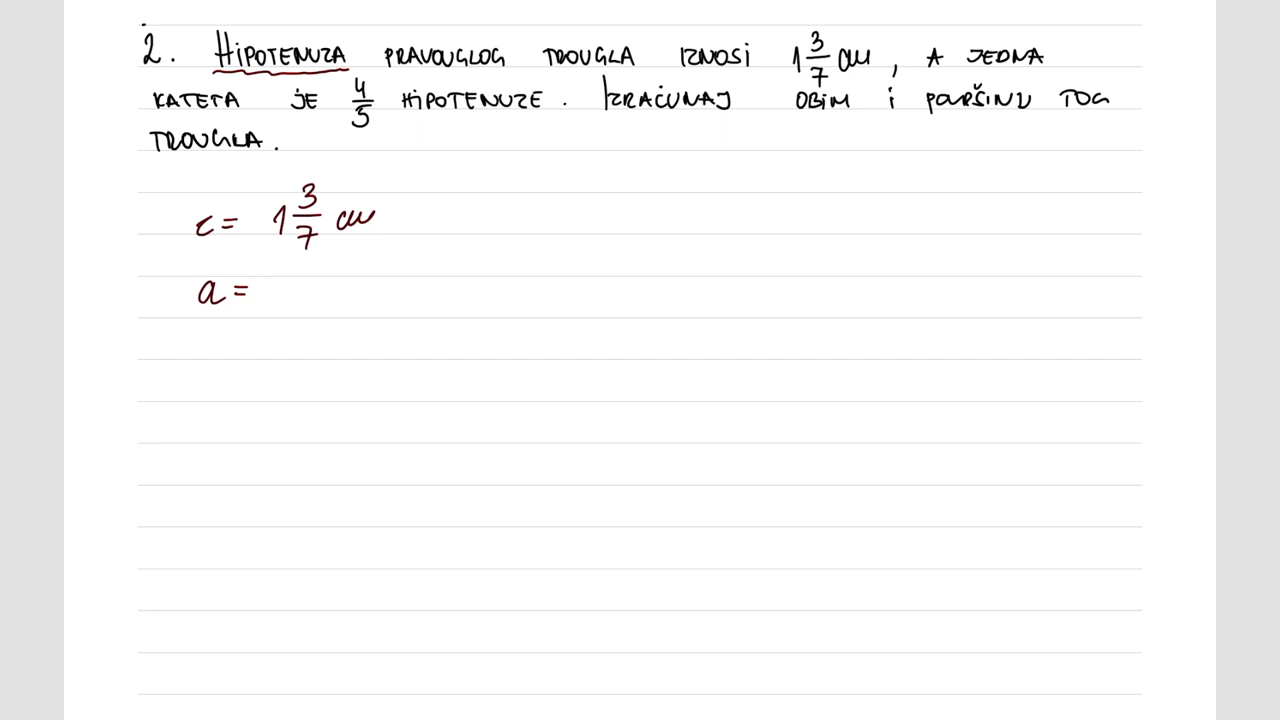 2. HIPOTENUZA PRAVOUGLOG TROUGLA IZNOSI 1 3/7 cm, A JEDNA
KATETA JE 4/5 HIPOTENUZE. IZRAČUNAJ OBIM i POVRŠINU TOG
TROUGLA.
c = 1 3/7 cm
a =